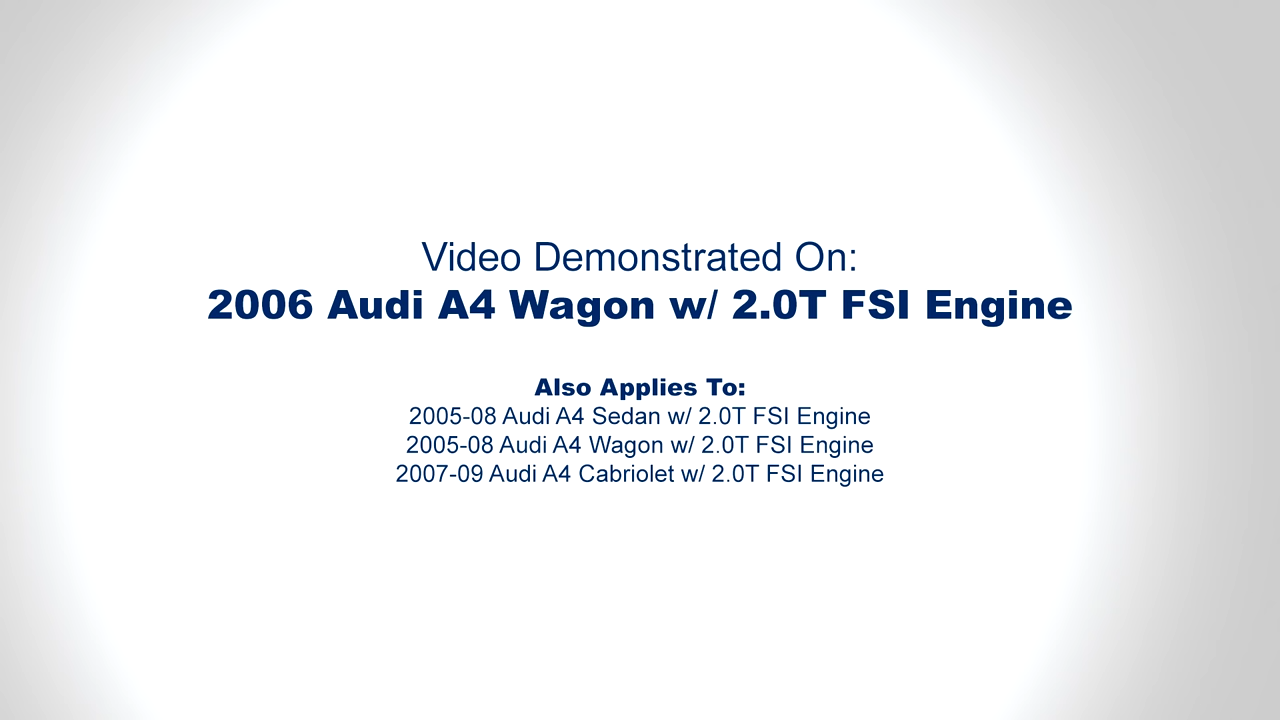 Video Demonstrated On:
2006 Audi A4 Wagon w/ 2.0T FSI Engine
Also Applies To:
2005-08 Audi A4 Sedan w/ 2.0T FSI Engine
2005-08 Audi A4 Wagon w/ 2.0T FSI Engine
2007-09 Audi A4 Cabriolet w/ 2.0T FSI Engine